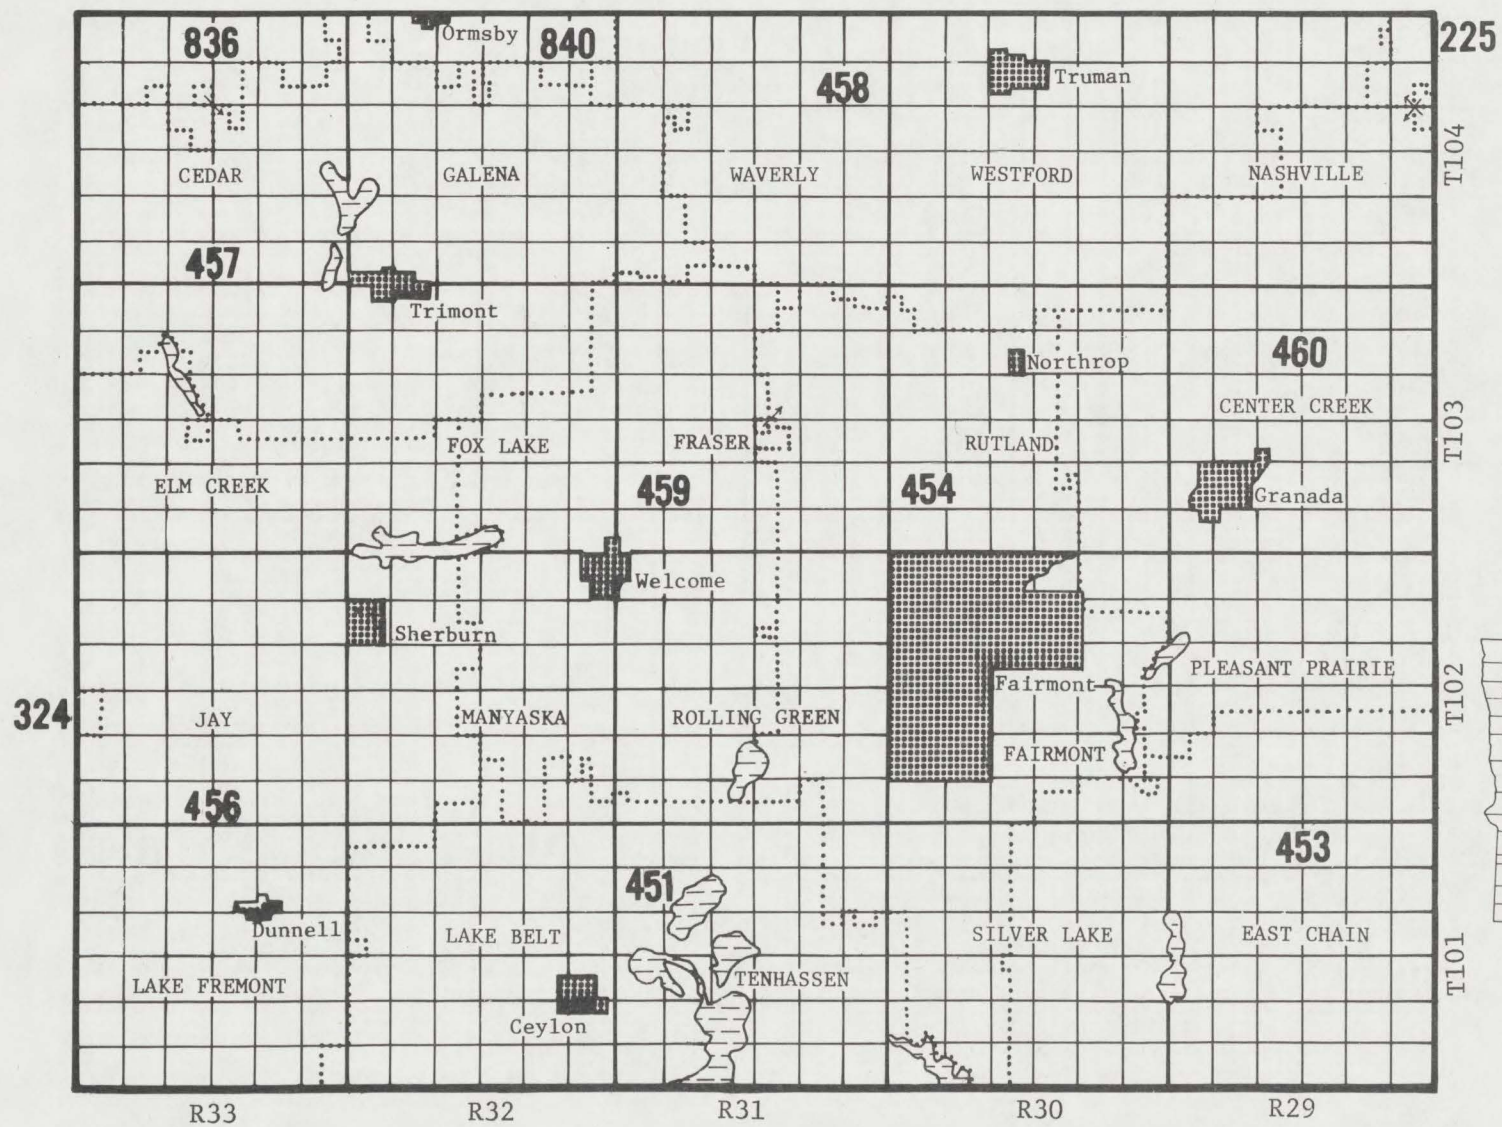 Ormsby
836
840
225
458
Truman
T104
CEDAR
GALENA
WAVERLY
WESTFORD
NASHVILLE
457
Trimont
460
Northrop
CENTER CREEK
T103
FOX LAKE
FRASER
RUTLAND
ELM CREEK
459
454
Granada
Welcome
Sherburn
PLEASANT PRAIRIE
Fairmont
324
JAY
MANYASKA
ROLLING GREEN
T102
FAIRMONT
456
453
451
Dunnell
LAKE BELT
SILVER LAKE
EAST CHAIN
T101
LAKE FREMONT
TENHASSEN
Ceylon
R33
R32
R31
R30
R29